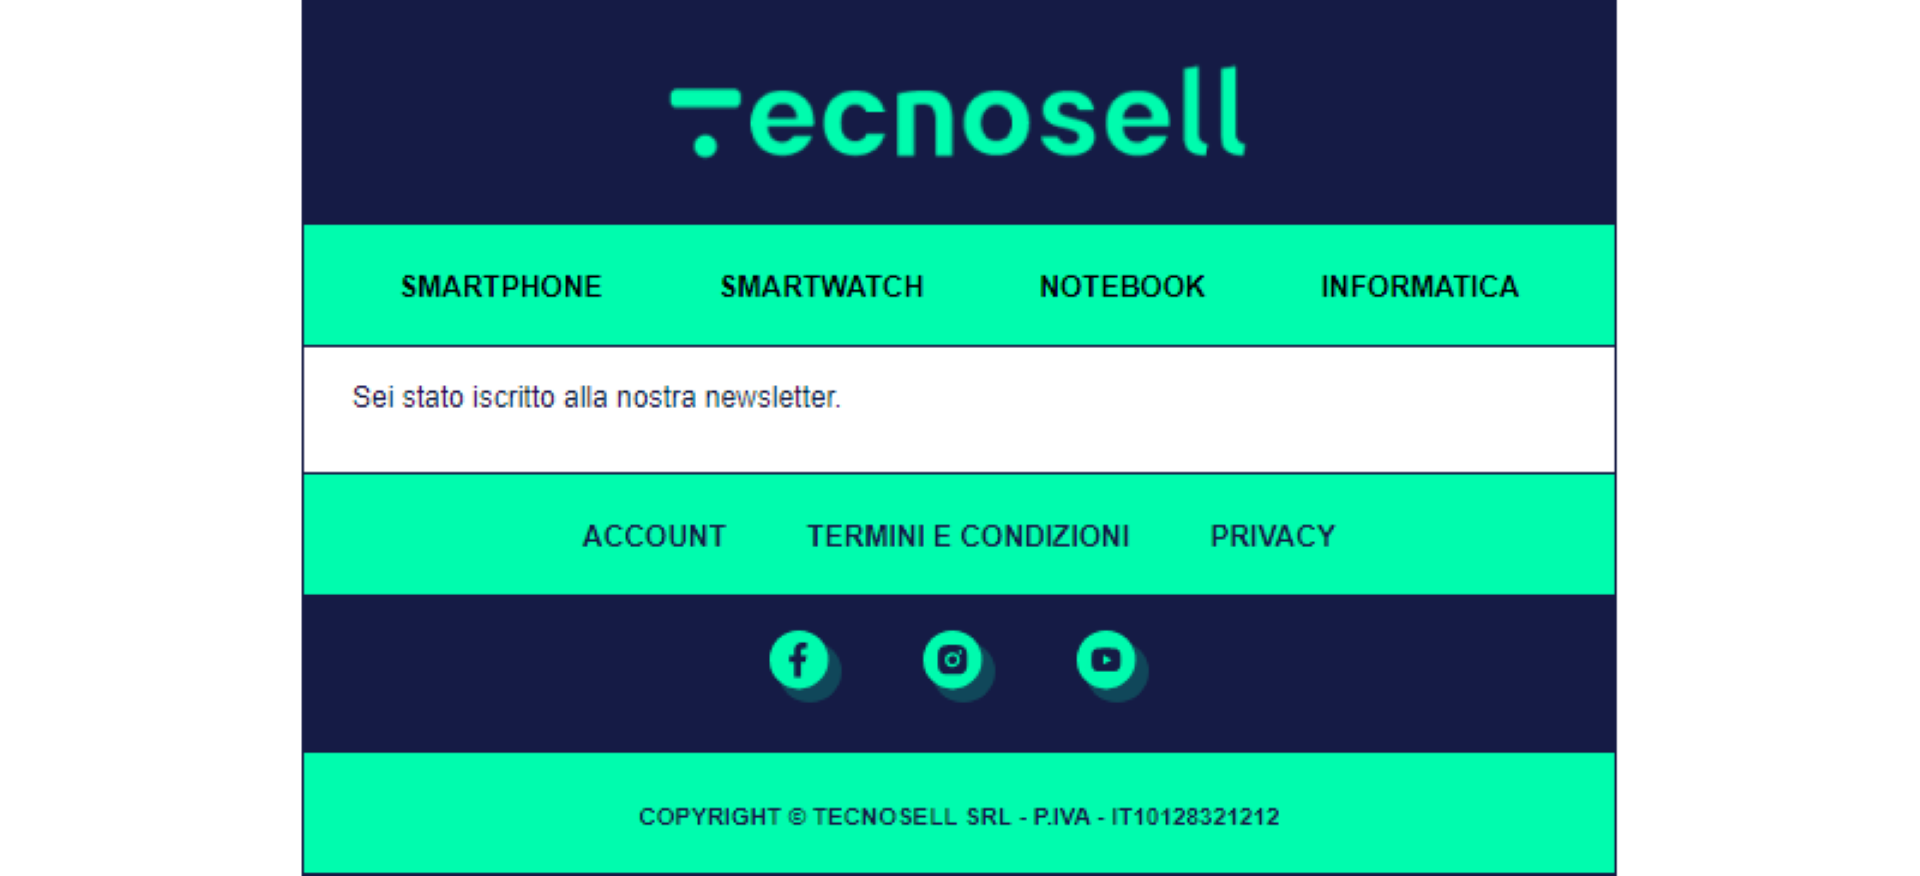 Tecnosell
SMARTPHONE SMARTWATCH NOTEBOOK INFORMATICA
Sei stato iscritto alla nostra newsletter.
ACCOUNT TERMINI E CONDIZIONI PRIVACY
COPYRIGHT © TECNOSELL SRL - P.IVA - IT10128321212